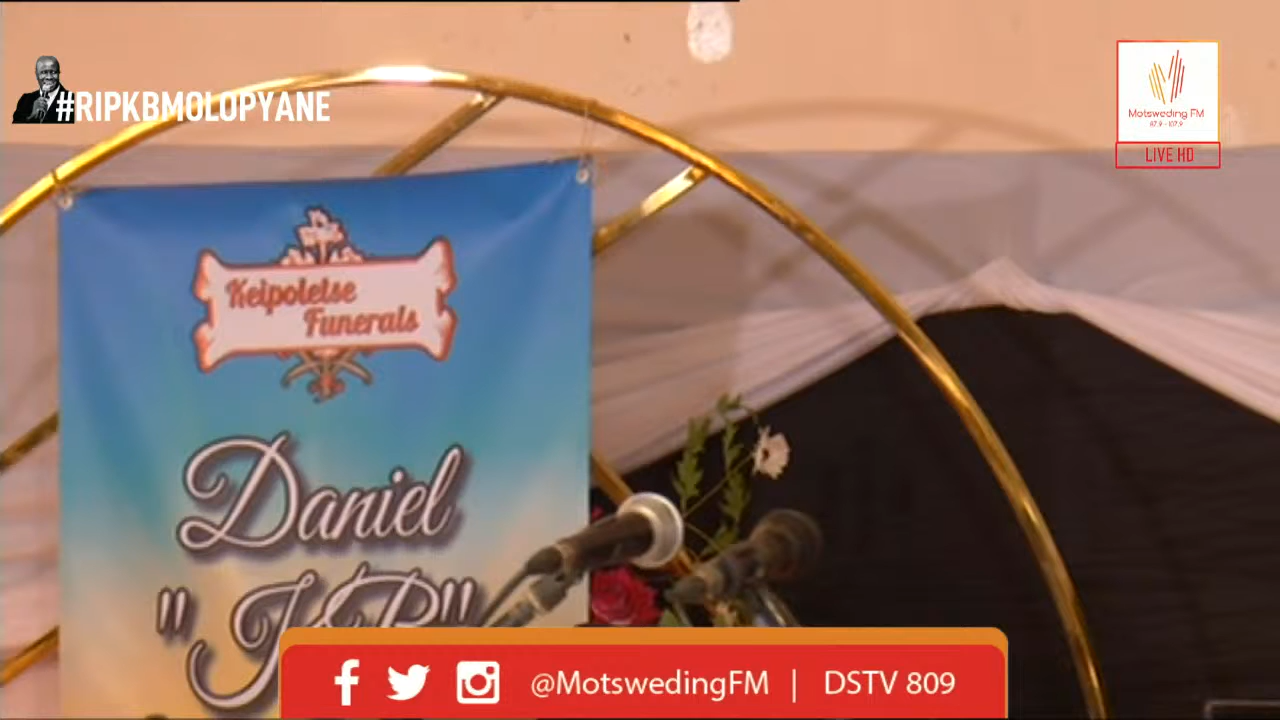 #RIPKBMOLOPYANE
Motsweding FM
87.9 - 107.9
LIVE HD
Keipoletse
Funerals
Daniel
@MotswedingFM | DSTV 809